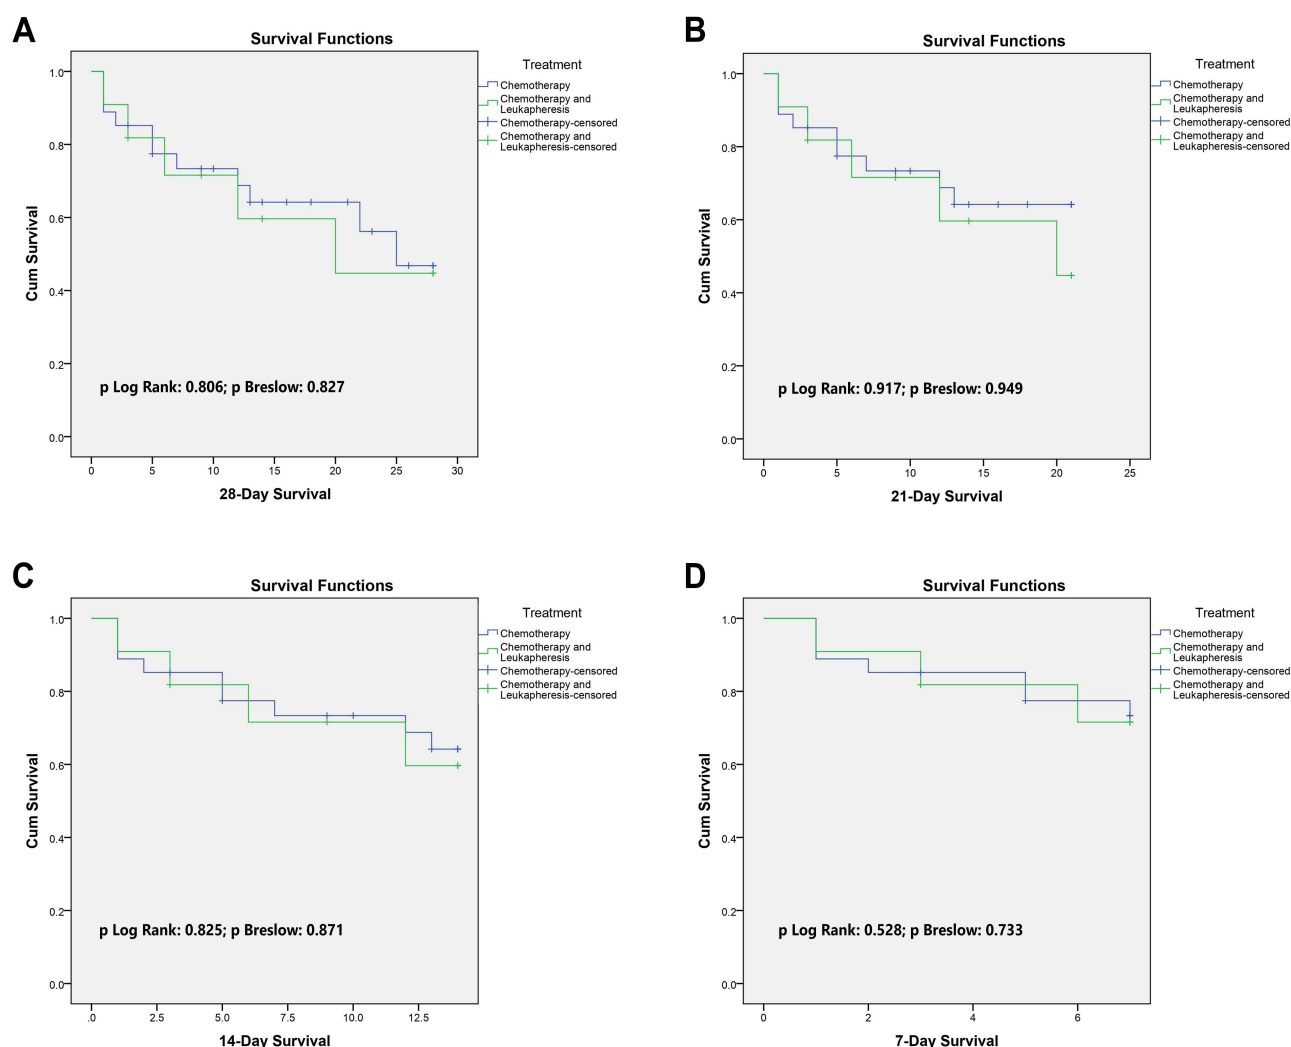 A
Survival Functions
Treatment
Chemotherapy
Chemotherapy and
Leukapheresis
Chemotherapy-censored
Chemotherapy and
Leukapheresis-censored
1.0
0.8
0.6
0.4
0.2
0.0
Cum Survival
p Log Rank: 0.806; p Breslow: 0.827
0 5 10 15 20 25 30
28-Day Survival
B
Survival Functions
Treatment
Chemotherapy
Chemotherapy and
Leukapheresis
Chemotherapy-censored
Chemotherapy and
Leukapheresis-censored
1.0
0.8
0.6
0.4
0.2
0.0
Cum Survival
p Log Rank: 0.917; p Breslow: 0.949
0 5 10 15 20 25
21-Day Survival
C
Survival Functions
Treatment
Chemotherapy
Chemotherapy and
Leukapheresis
Chemotherapy-censored
Chemotherapy and
Leukapheresis-censored
1.0
0.8
0.6
0.4
0.2
0.0
Cum Survival
p Log Rank: 0.825; p Breslow: 0.871
.0 2.5 5.0 7.5 10.0 12.5
14-Day Survival
D
Survival Functions
Treatment
Chemotherapy
Chemotherapy and
Leukapheresis
Chemotherapy-censored
Chemotherapy and
Leukapheresis-censored
1.0
0.8
0.6
0.4
0.2
0.0
Cum Survival
p Log Rank: 0.528; p Breslow: 0.733
0 2 4 6
7-Day Survival